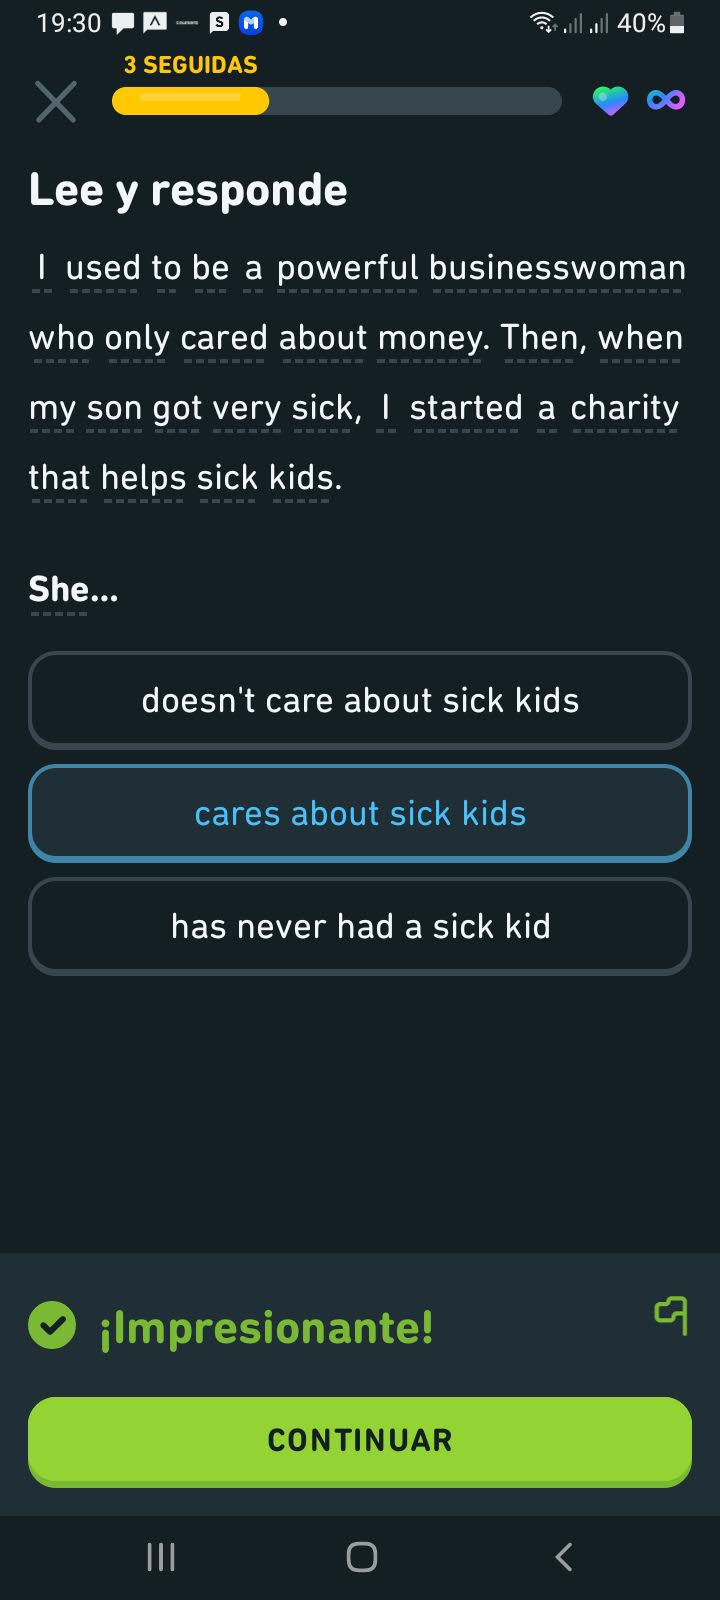 19:30
40%
3 SEGUIDAS
Lee y responde
I used to be a powerful businesswoman
who only cared about money. Then, when
my son got very sick, I started a charity
that helps sick kids.
She...
doesn't care about sick kids
cares about sick kids
has never had a sick kid
¡Impresionante!
CONTINUAR